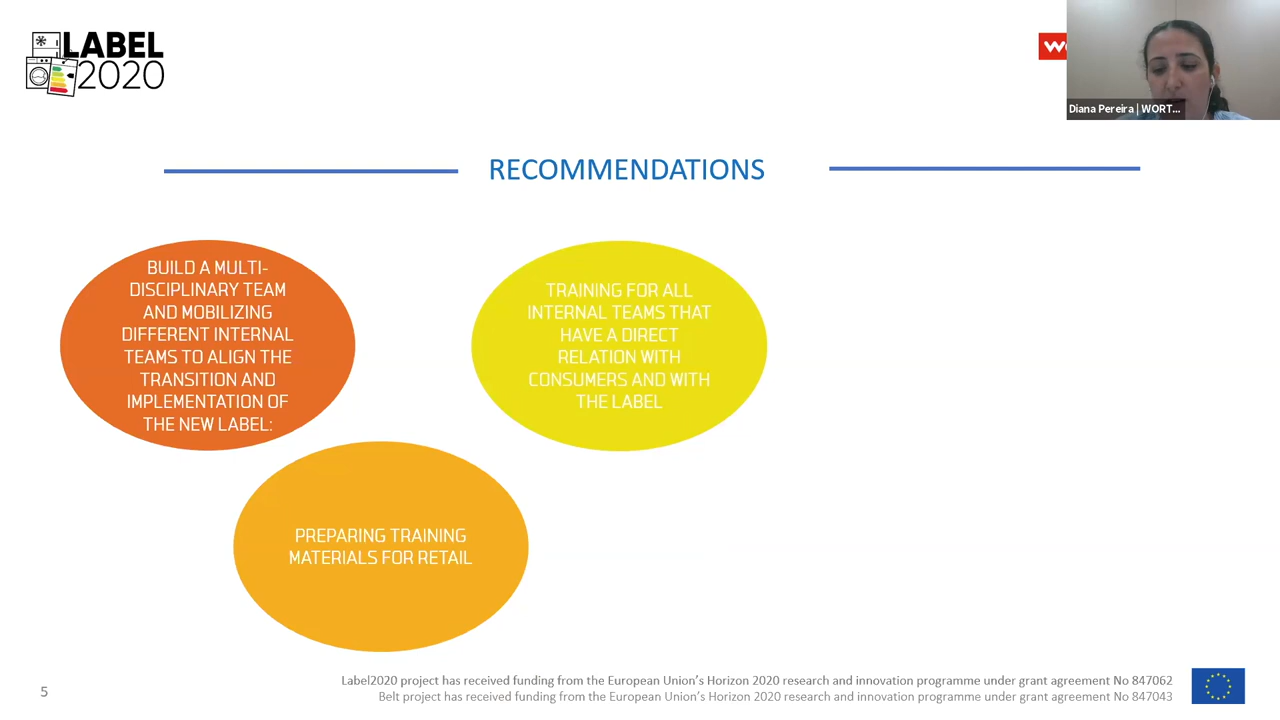 LABEL
2020
Diana Pereira | WORT...
RECOMMENDATIONS
BUILD A MULTI-
DISCIPLINARY TEAM
AND MOBILIZING
DIFFERENT INTERNAL
TEAMS TO ALIGN THE
TRANSITION AND
IMPLEMENTATION OF
THE NEW LABEL:
TRAINING FOR ALL
INTERNAL TEAMS THAT
HAVE A DIRECT
RELATION WITH
CONSUMERS AND WITH
THE LABEL
PREPARING TRAINING
MATERIALS FOR RETAIL
5
Label2020 project has received funding from the European Union's Horizon 2020 research and innovation programme under grant agreement No 847062
Belt project has received funding from the European Union's Horizon 2020 research and innovation programme under grant agreement No 847043